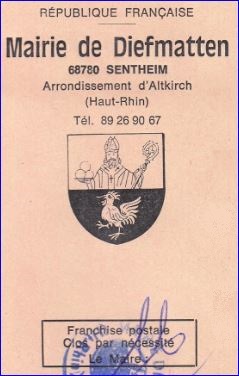 RÉPUBLIQUE FRANÇAISE
Mairie de Diefmatten
68780 SENTHEIM
Arrondissement d'Altkirch
(Haut-Rhin)
Tél. 89 26 90 67
Franchise postale
Clos par nécessité
Le Maire: